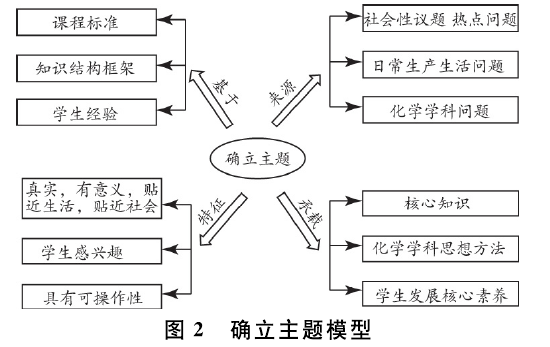 课程标准
知识结构框架
学生经验
基于
来源
社会性议题 热点问题
日常生产生活问题
化学学科问题
确立主题
真实，有意义，贴
近生活，贴近社会
学生感兴趣
具有可操作性
特征
承载
核心知识
化学学科思想方法
学生发展核心素养
图 2 确立主题模型